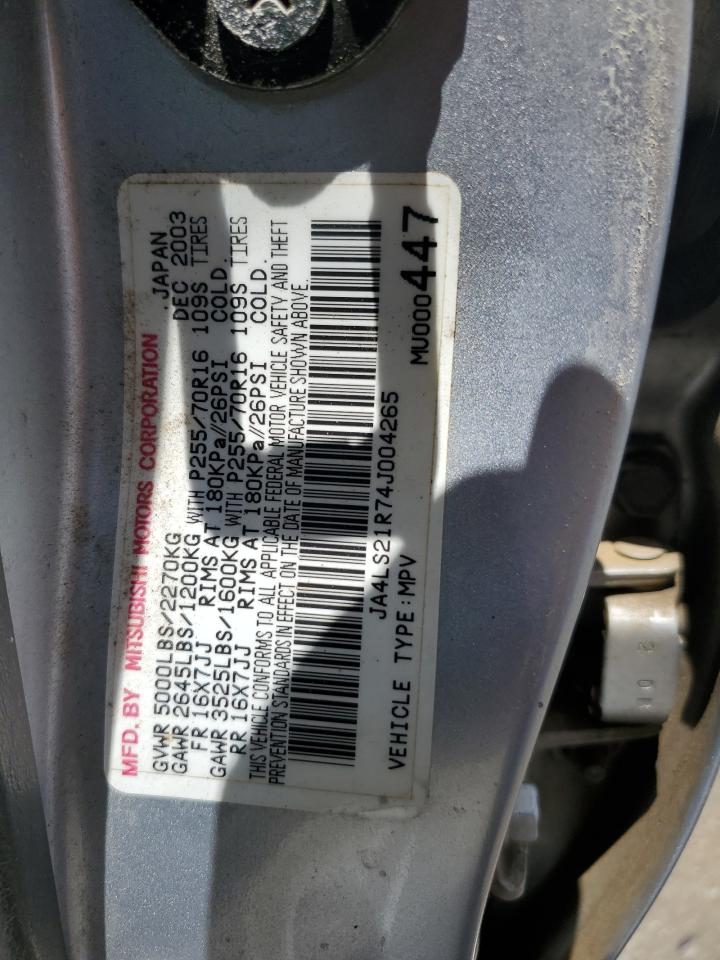 MFD. BY MITSUBISHI MOTORS CORPORATION JAPAN
GVWR 5000LBS/2270KG DEC 2003
GAWR 2645LBS/1200KG WITH P255/70R16 109S TIRES
FR 16X7JJ RIMS AT 180KPa//26PSI COLD.
GAWR 3525LBS/1600KG WITH P255/70R16 109S TIRES
RR 16X7JJ RIMS AT 180KPa//26PSI COLD.
THIS VEHICLE CONFORMS TO ALL APPLICABLE FEDERAL MOTOR VEHICLE SAFETY AND THEFT
PREVENTION STANDARDS IN EFFECT ON THE DATE OF MANUFACTURE SHOWN ABOVE.
JA4LS21R74J004265
VEHICLE TYPE:MPV MU000447